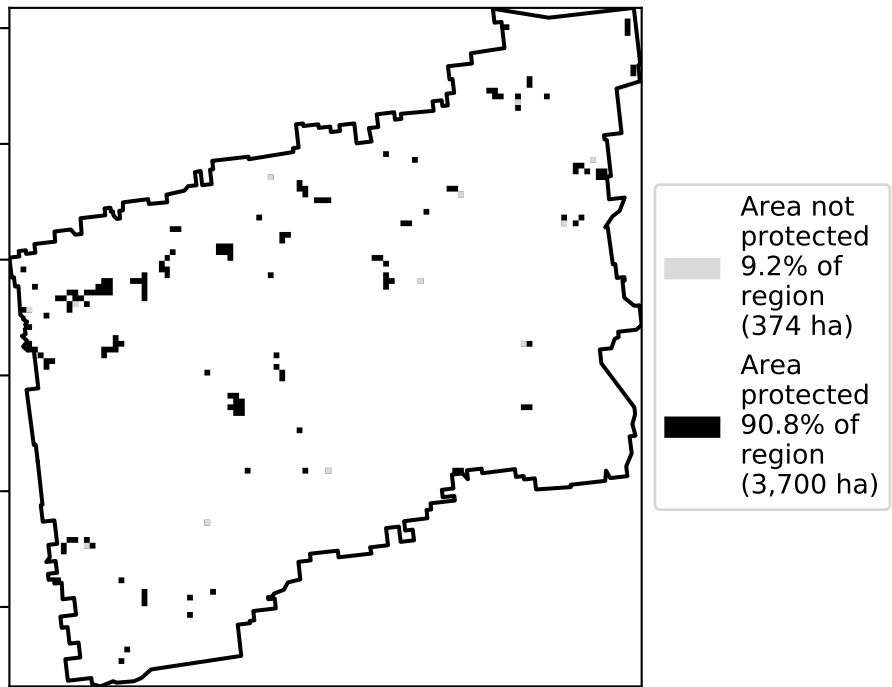 Area not
protected
9.2% of
region
(374 ha)
Area
protected
90.8% of
region
(3,700 ha)